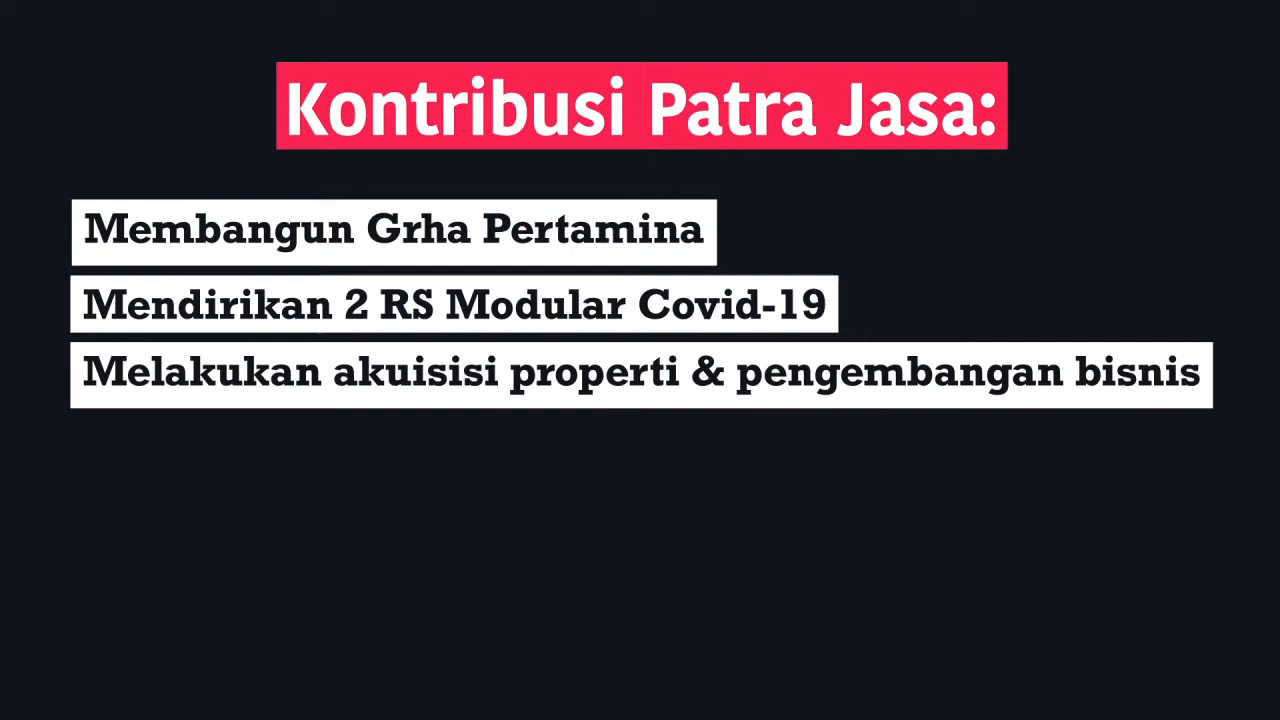 Kontribusi Patra Jasa:
Membangun Grha Pertamina
Mendirikan 2 RS Modular Covid-19
Melakukan akuisisi properti & pengembangan bisnis